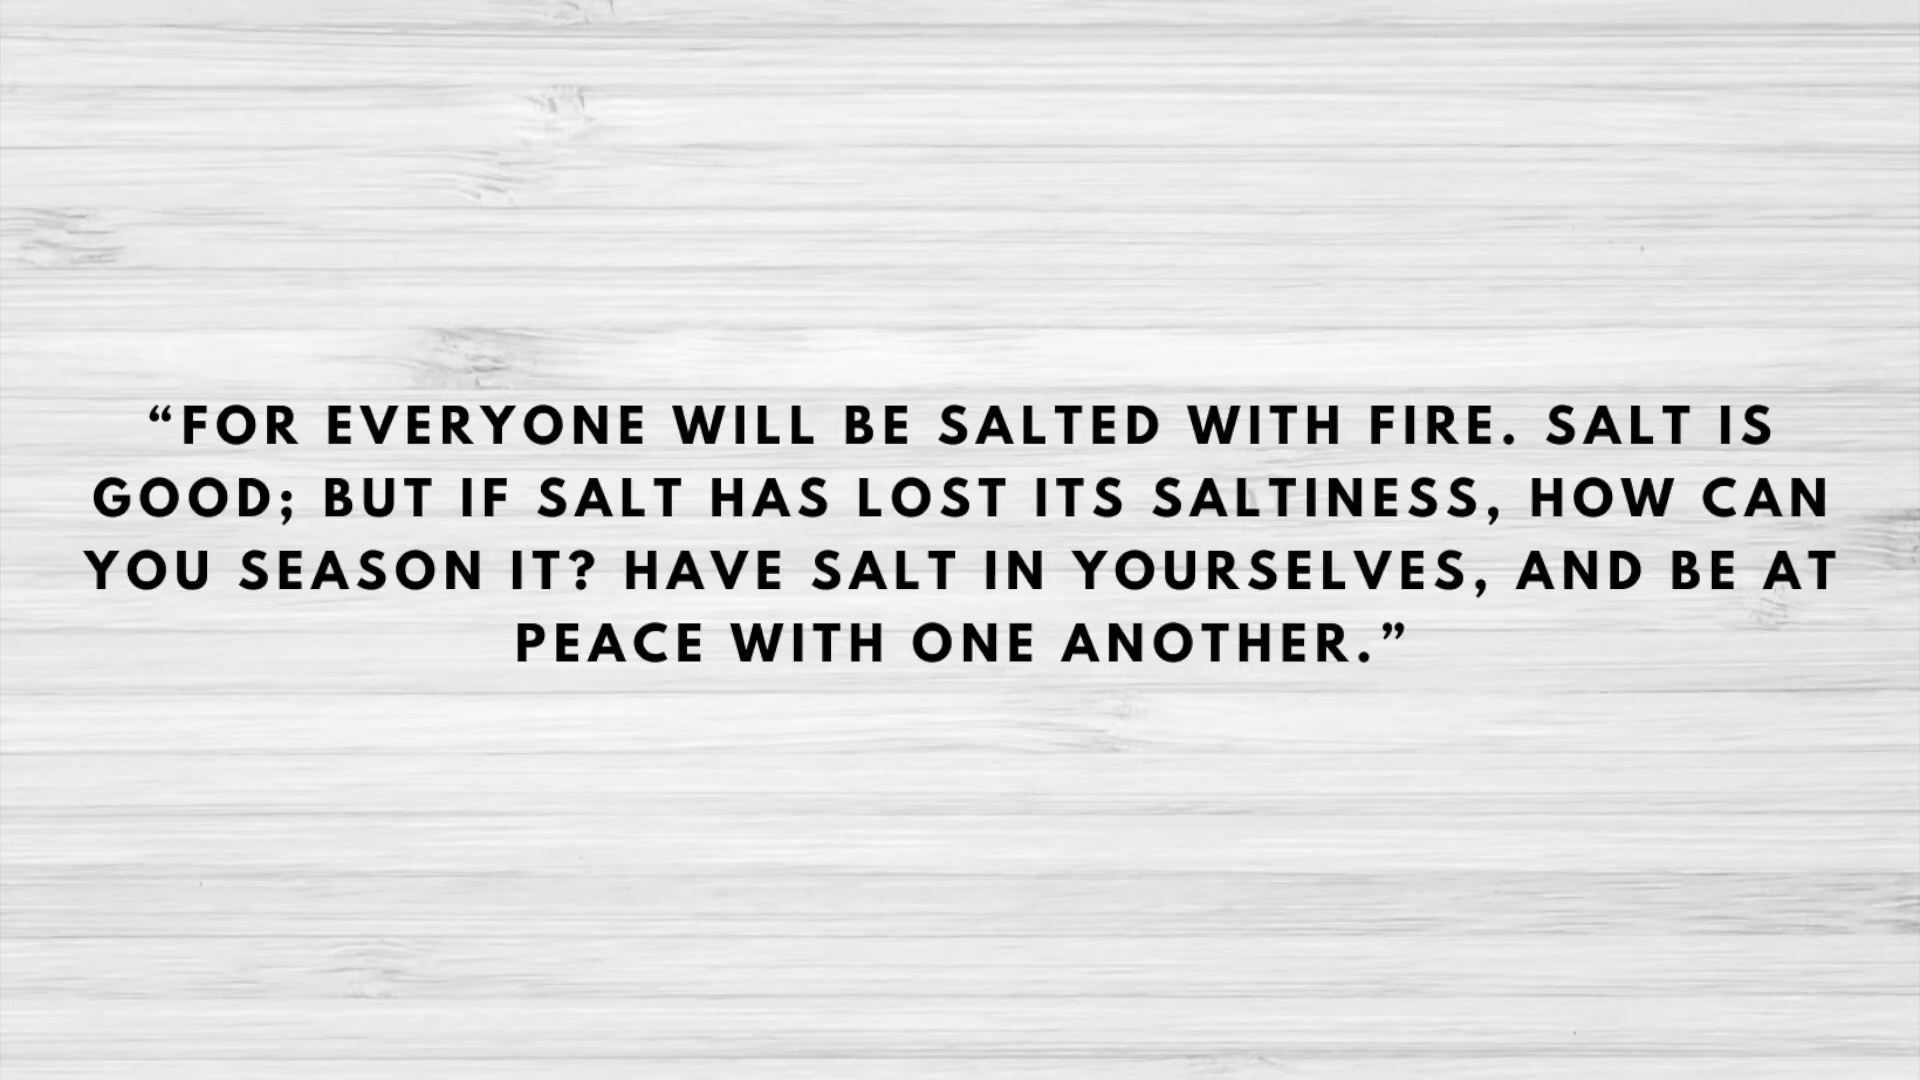 “FOR EVERYONE WILL BE SALTED WITH FIRE. SALT IS
GOOD; BUT IF SALT HAS LOST ITS SALTINESS, HOW CAN
YOU SEASON IT? HAVE SALT IN YOURSELVES, AND BE AT
PEACE WITH ONE ANOTHER.”